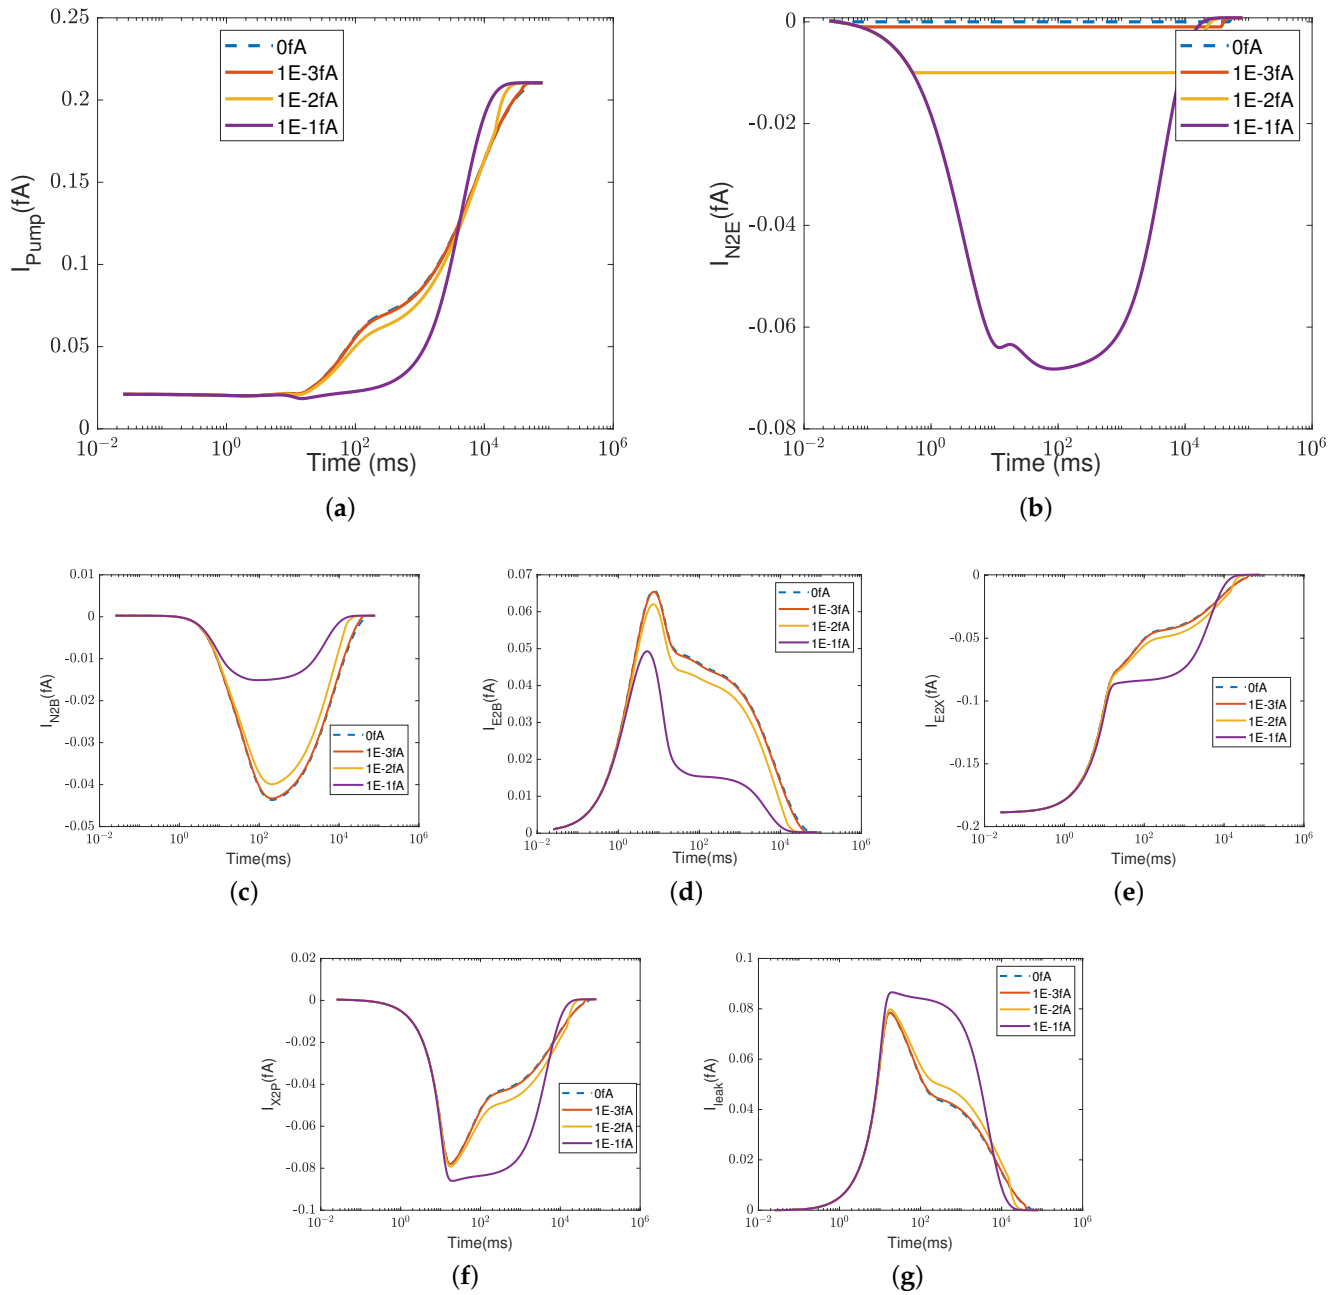 0.25
0.2
0.15
0.1
0.05
0
I_Pump(fA)
0fA
1E-3fA
1E-2fA
1E-1fA
10^-2 10^0 10^2 10^4 10^6
Time (ms)
(a)
0
-0.02
-0.04
-0.06
-0.08
I_N2E(fA)
0fA
1E-3fA
1E-2fA
1E-1fA
10^-2 10^0 10^2 10^4 10^6
Time (ms)
(b)
0.01
0
-0.01
-0.02
-0.03
-0.04
-0.05
I_N2B(fA)
0fA
1E-3fA
1E-2fA
1E-1fA
10^-2 10^0 10^2 10^4 10^6
Time(ms)
(c)
0.07
0.06
0.05
0.04
0.03
0.02
0.01
0
I_E2B(fA)
0fA
1E-3fA
1E-2fA
1E-1fA
10^-2 10^0 10^2 10^4 10^6
Time(ms)
(d)
0
-0.05
-0.1
-0.15
-0.2
I_E2X(fA)
0fA
1E-3fA
1E-2fA
1E-1fA
10^-2 10^0 10^2 10^4 10^6
Time(ms)
(e)
0.02
0
-0.02
-0.04
-0.06
-0.08
-0.1
I_X2P(fA)
0fA
1E-3fA
1E-2fA
1E-1fA
10^-2 10^0 10^2 10^4 10^6
Time(ms)
(f)
0.1
0.08
0.06
0.04
0.02
0
I_leak(fA)
0fA
1E-3fA
1E-2fA
1E-1fA
10^-2 10^0 10^2 10^4 10^6
Time(ms)
(g)